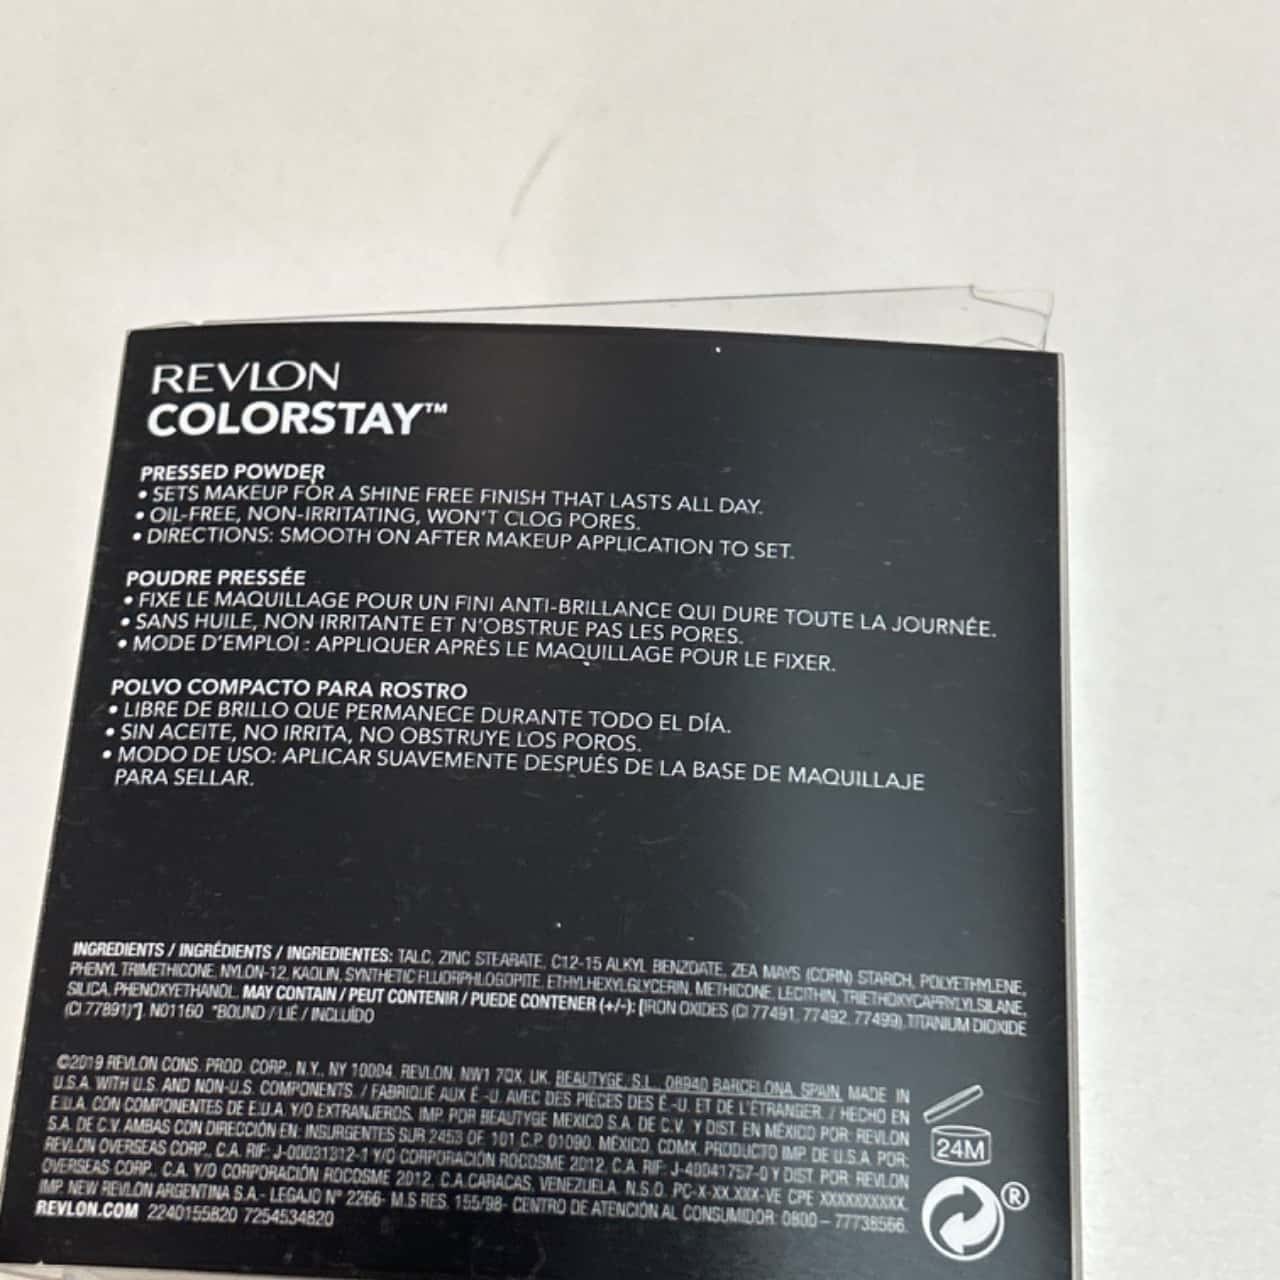 REVLON
COLORSTAY™
PRESSED POWDER
• SETS MAKEUP FOR A SHINE FREE FINISH THAT LASTS ALL DAY.
• OIL-FREE, NON-IRRITATING, WON'T CLOG PORES.
• DIRECTIONS: SMOOTH ON AFTER MAKEUP APPLICATION TO SET.
POUDRE PRESSÉE
• FIXE LE MAQUILLAGE POUR UN FINI ANTI-BRILLANCE QUI DURE TOUTE LA JOURNÉE.
• SANS HUILE, NON IRRITANTE ET N'OBSTRUE PAS LES PORES.
• MODE D'EMPLOI : APPLIQUER APRÈS LE MAQUILLAGE POUR LE FIXER.
POLVO COMPACTO PARA ROSTRO
• LIBRE DE BRILLO QUE PERMANECE DURANTE TODO EL DÍA.
• SIN ACEITE, NO IRRITA, NO OBSTRUYE LOS POROS.
• MODO DE USO: APLICAR SUAVEMENTE DESPUÉS DE LA BASE DE MAQUILLAJE
PARA SELLAR.
INGREDIENTS / INGRÉDIENTS / INGREDIENTES: TALC, ZINC STEARATE, C12-15 ALKYL BENZOATE, ZEA MAYS (CORN) STARCH, POLYETHYLENE,
PHENYL TRIMETHICONE, NYLON-12, KAOLIN, SYNTHETIC FLUORPHLOGOPITE, ETHYLHEXYLGLYCERIN, METHICONE, LECITHIN, TRIETHOXYCAPRYLYLSILANE,
SILICA, PHENOXYETHANOL. MAY CONTAIN / PEUT CONTENIR / PUEDE CONTENER (+/-): [IRON OXIDES (CI 77491, 77492, 77499), TITANIUM DIOXIDE
(CI 77891)*]. N01160 *BOUND / LIÉ / INCLUÍDO
©2019 REVLON CONS. PROD. CORP., N.Y., NY 10004, REVLON, NW1 7QX, UK, BEAUTYGE, S.L., 08940 BARCELONA, SPAIN, MADE IN
U.S.A. WITH U.S. AND NON-U.S. COMPONENTS. / FABRIQUÉ AUX É.-U. AVEC DES PIÈCES DES É.-U. ET DE L'ÉTRANGER. / HECHO EN
E.U.A. CON COMPONENTES DE E.U.A. Y/O EXTRANJEROS. IMP. POR BEAUTYGE MEXICO S.A. DE C.V. Y DIST. EN MÉXICO POR: REVLON
S.A. DE C.V. AMBAS CON DIRECCIÓN EN: INSURGENTES SUR 2453 OF. 101 C.P. 01090, MÉXICO, CDMX. PRODUCTO IMP. DE U.S.A. POR:
REVLON OVERSEAS CORP., C.A. RIF: J-00031312-1 Y/O CORPORACIÓN ROCOSME 2012, C.A. RIF: J-40041757-0 Y DIST. POR: REVLON
OVERSEAS CORP., C.A. Y/O CORPORACIÓN ROCOSME 2012, C.A. CARACAS, VENEZUELA. N.S.O. PC-X-XX.XXX-VE CPE XXXXXXXXXX.
IMP. NEW REVLON ARGENTINA S.A - LEGAJO N° 2266- M.S RES. 155/98- CENTRO DE ATENCIÓN AL CONSUMIDOR: 0800 – 77738566.
REVLON.COM 2240155820 7254534820
24M
®